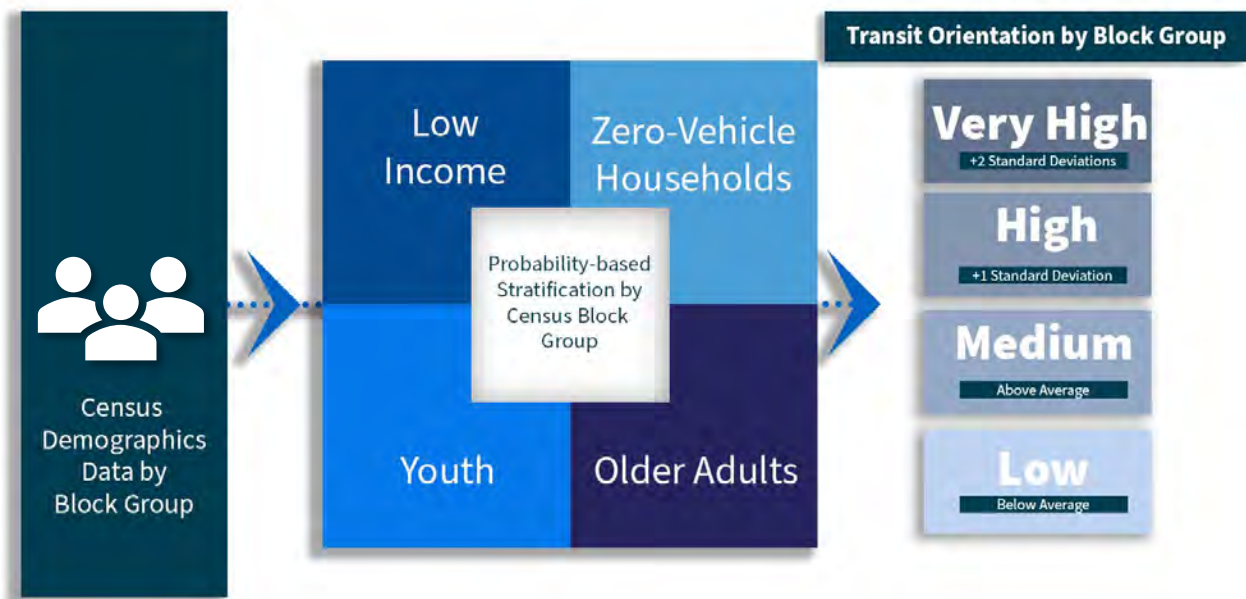 Census
Demographics
Data by
Block Group
Low
Income
Zero-Vehicle
Households
Probability-based
Stratification by
Census Block
Group
Youth
Older Adults
Transit Orientation by Block Group
Very High
+2 Standard Deviations
High
+1 Standard Deviation
Medium
Above Average
Low
Below Average